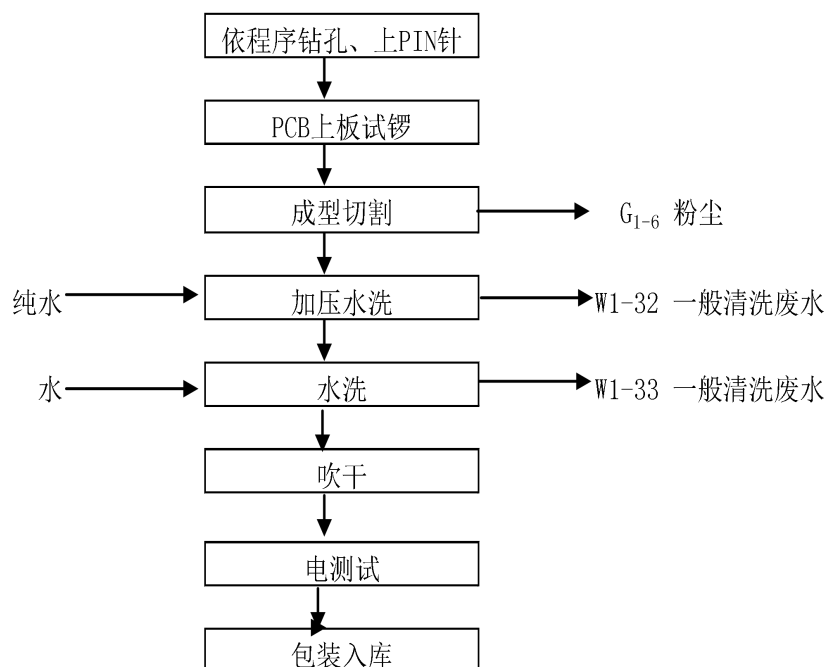 依程序钻孔、上PIN针
PCB上板试锣
成型切割
G1-6 粉尘
纯水
加压水洗
W1-32 一般清洗废水
水
水洗
W1-33 一般清洗废水
吹干
电测试
包装入库